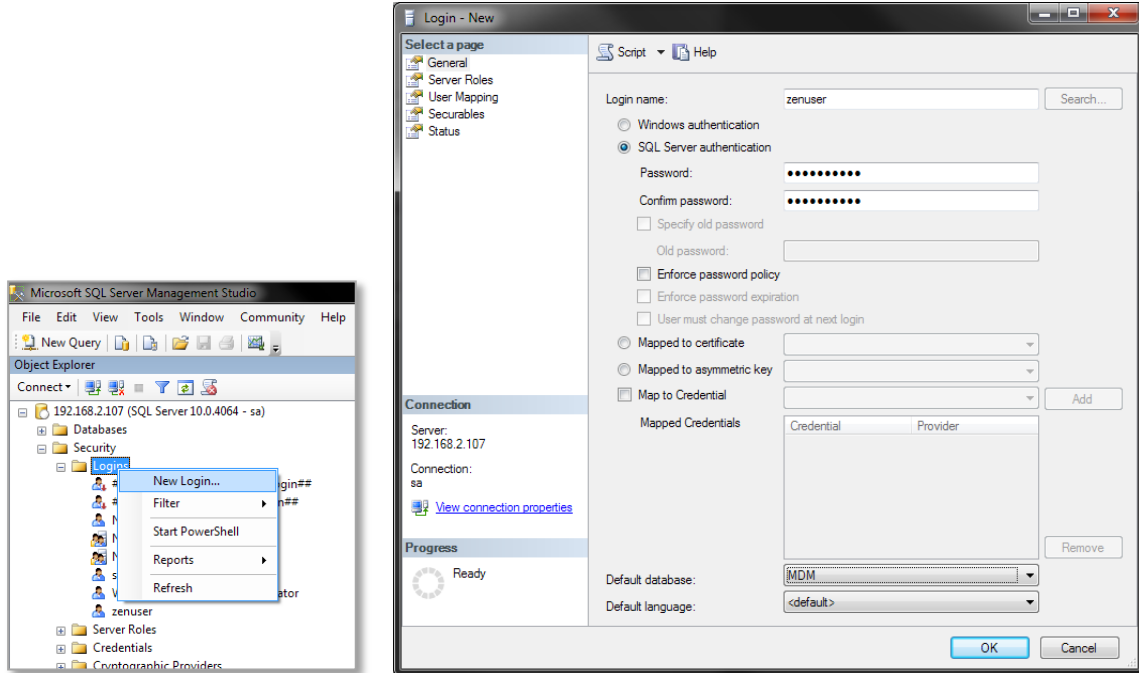 Microsoft SQL Server Management Studio
File Edit View Tools Window Community Help
New Query
Object Explorer
Connect
192.168.2.107 (SQL Server 10.0.4064 - sa)
Databases
Security
Logins
New Login...
gin##
Filter
n##
Start PowerShell
Reports
Refresh
ator
zenuser
Server Roles
Credentials
Cryptographic Providers
Login - New
Select a page
General
Server Roles
User Mapping
Securables
Status
Connection
Server:
192.168.2.107
Connection:
sa
View connection properties
Progress
Ready
Script Help
Login name: zenuser Search...
Windows authentication
SQL Server authentication
Password: ●●●●●●●●●●
Confirm password: ●●●●●●●●●●
Specify old password
Old password:
Enforce password policy
Enforce password expiration
User must change password at next login
Mapped to certificate
Mapped to asymmetric key
Map to Credential Add
Mapped Credentials Credential Provider
Remove
Default database: MDM
Default language: <default>
OK Cancel